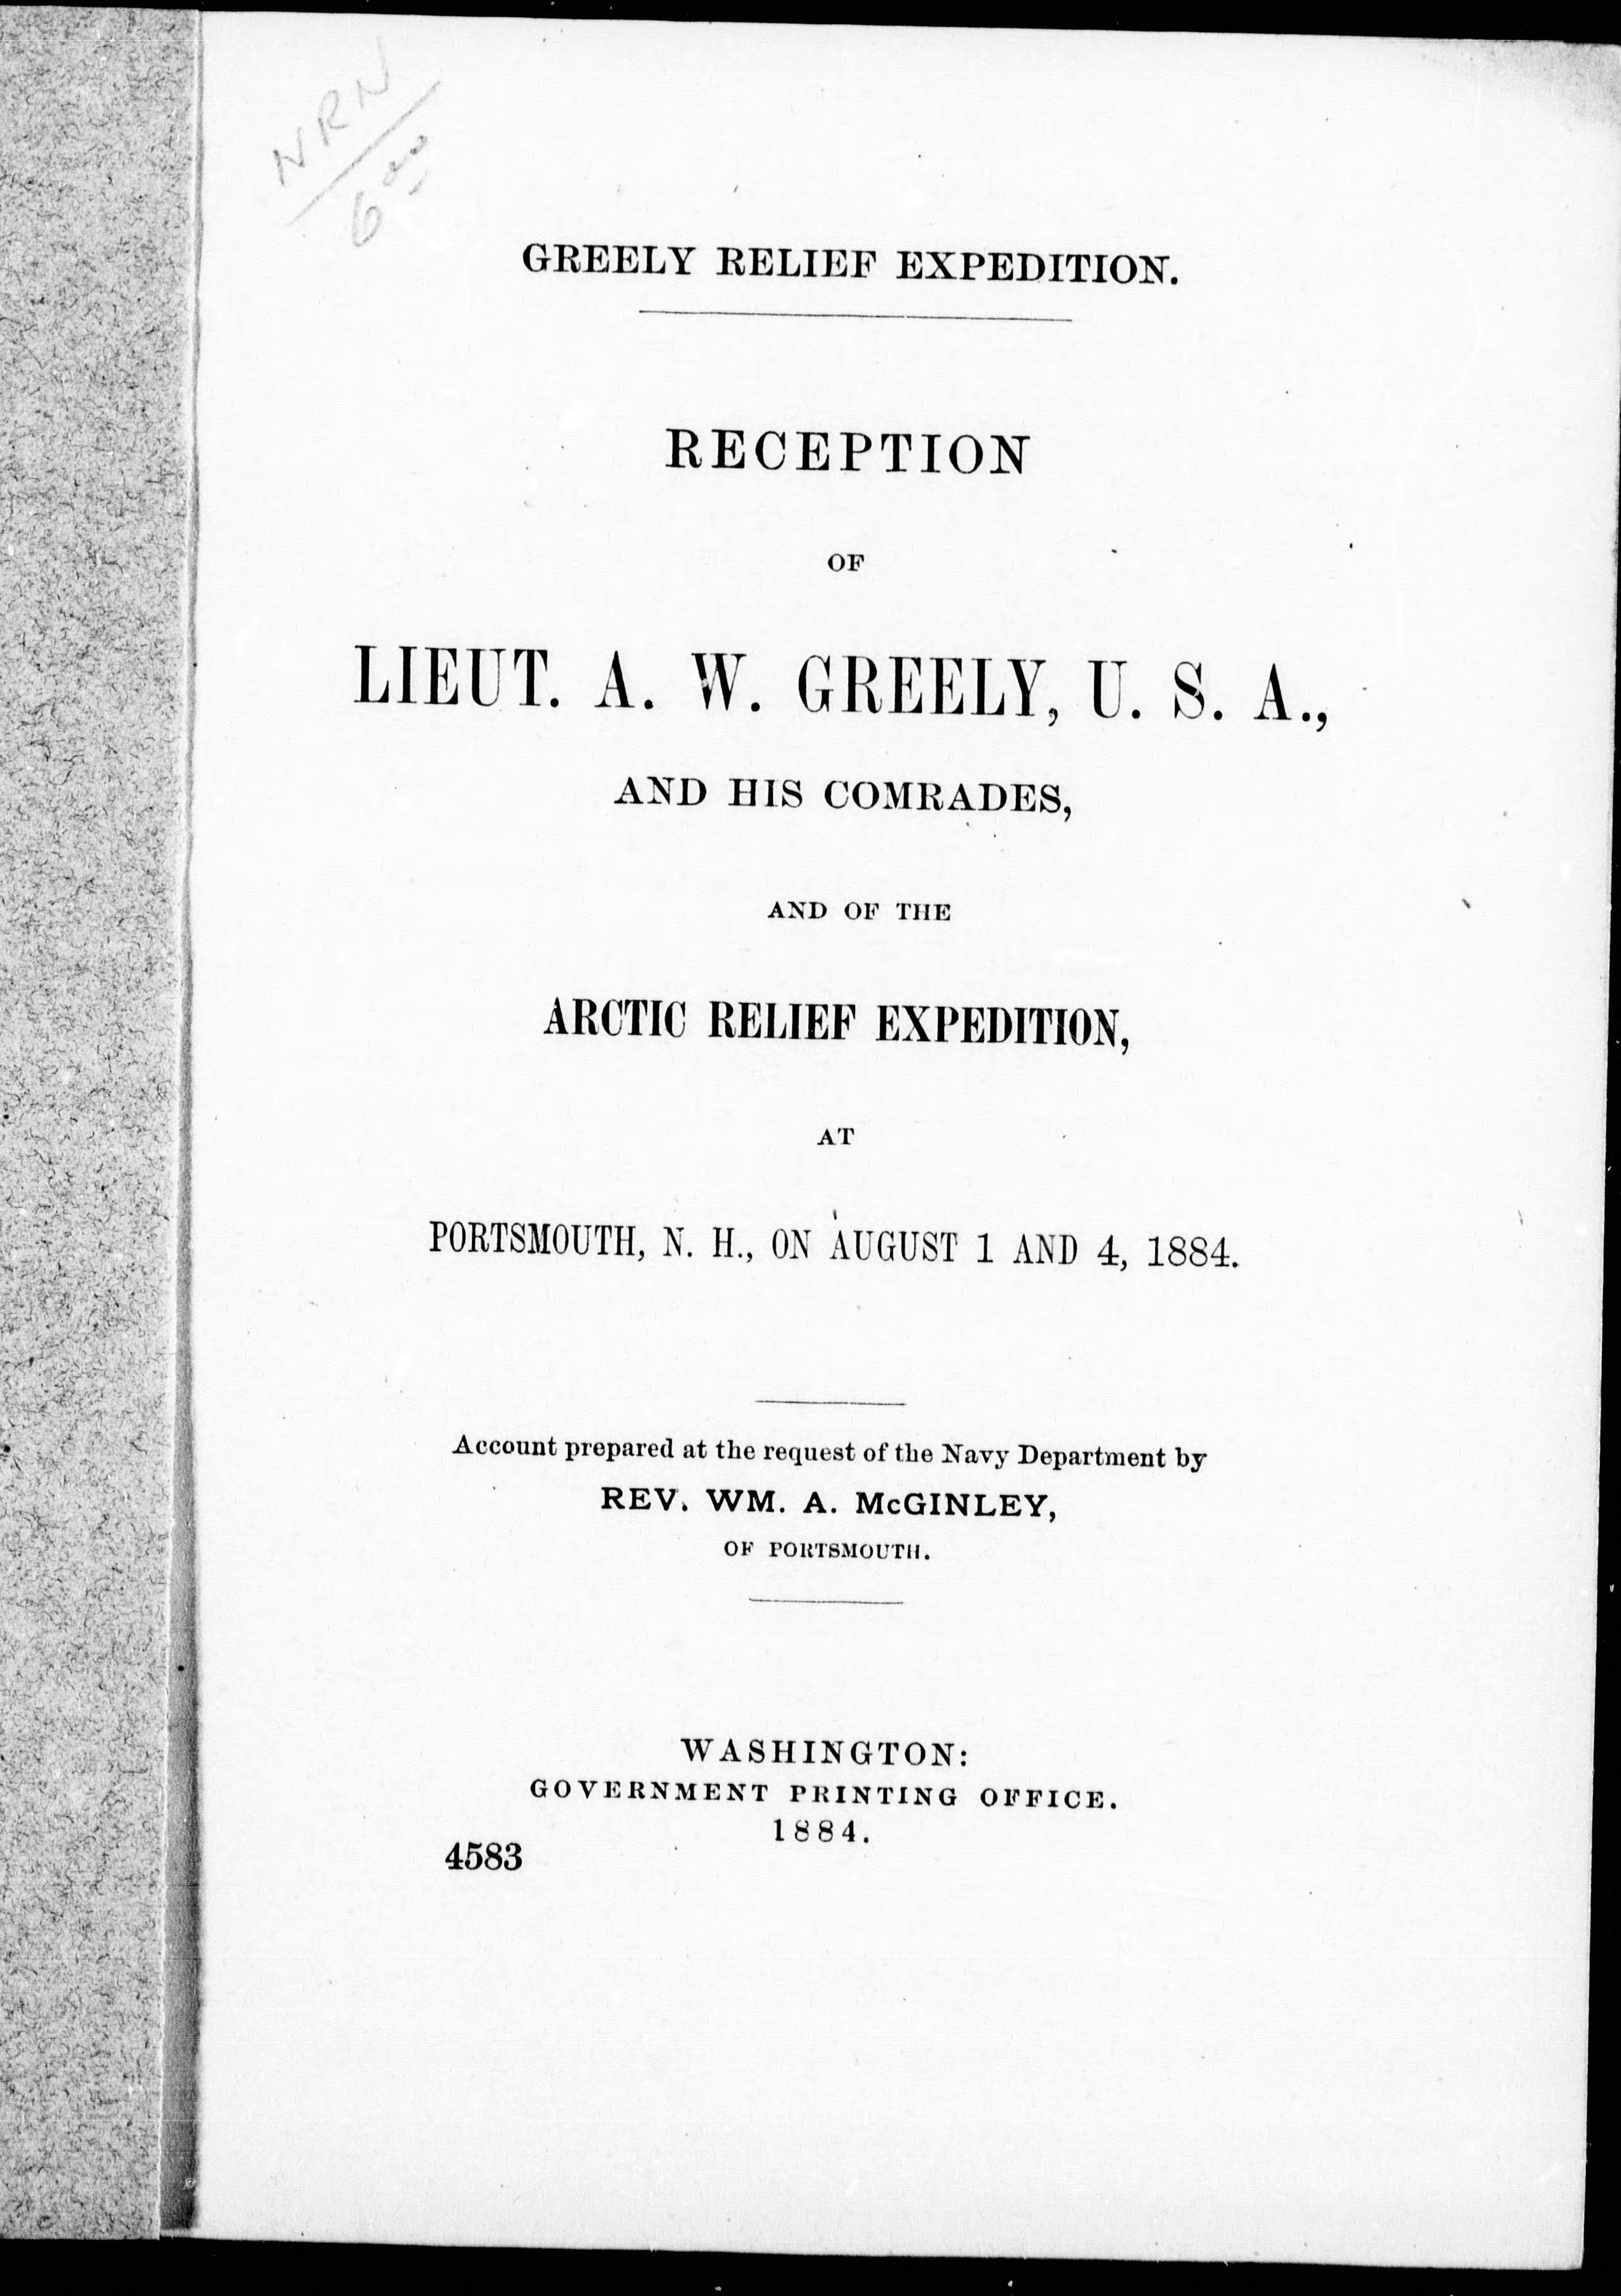 NRN
6 00
GREELY RELIEF EXPEDITION.
RECEPTION
OF
LIEUT. A. W. GREELY, U. S. A.,
AND HIS COMRADES,
AND OF THE
ARCTIC RELIEF EXPEDITION,
AT
PORTSMOUTH, N. H., ON AUGUST 1 AND 4, 1884.
Account prepared at the request of the Navy Department by
REV. WM. A. McGINLEY,
OF PORTSMOUTH.
WASHINGTON:
GOVERNMENT PRINTING OFFICE.
1884.
4583